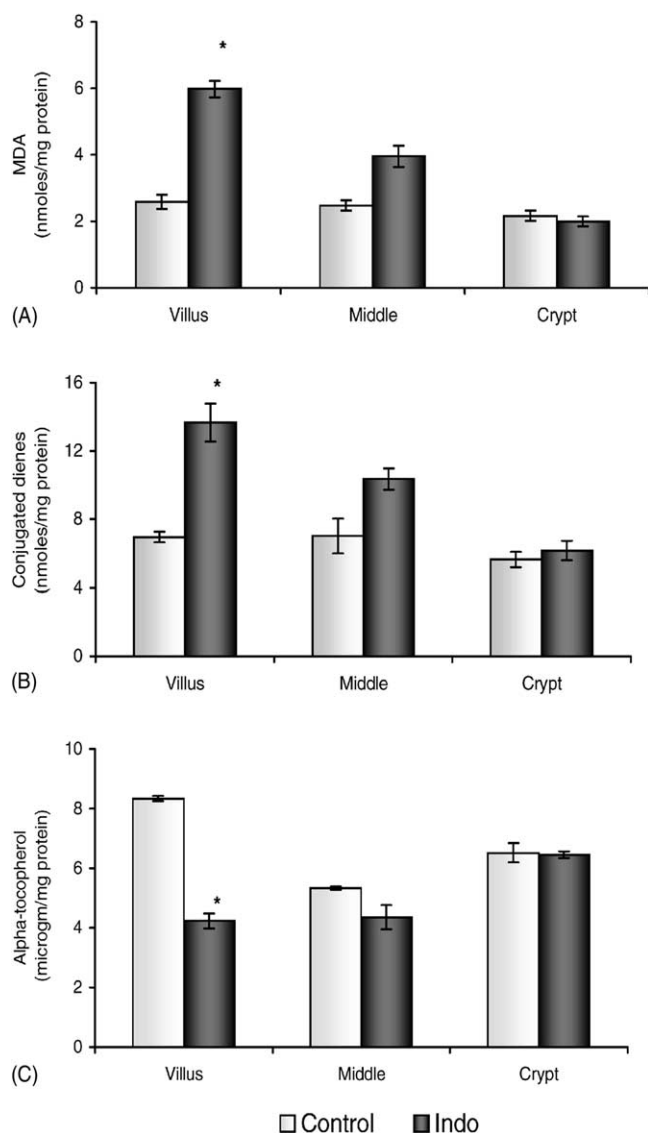 8
*
6
4
2
0
MDA
(nmoles/mg protein)
Villus
Middle
Crypt
(A)
16
*
12
8
4
0
Conjugated dienes
(nmoles/mg protein)
Villus
Middle
Crypt
(B)
10
8
6
4
2
0
*
Alpha-tocopherol
(microgm/mg protein)
Villus
Middle
Crypt
(C)
Control
Indo